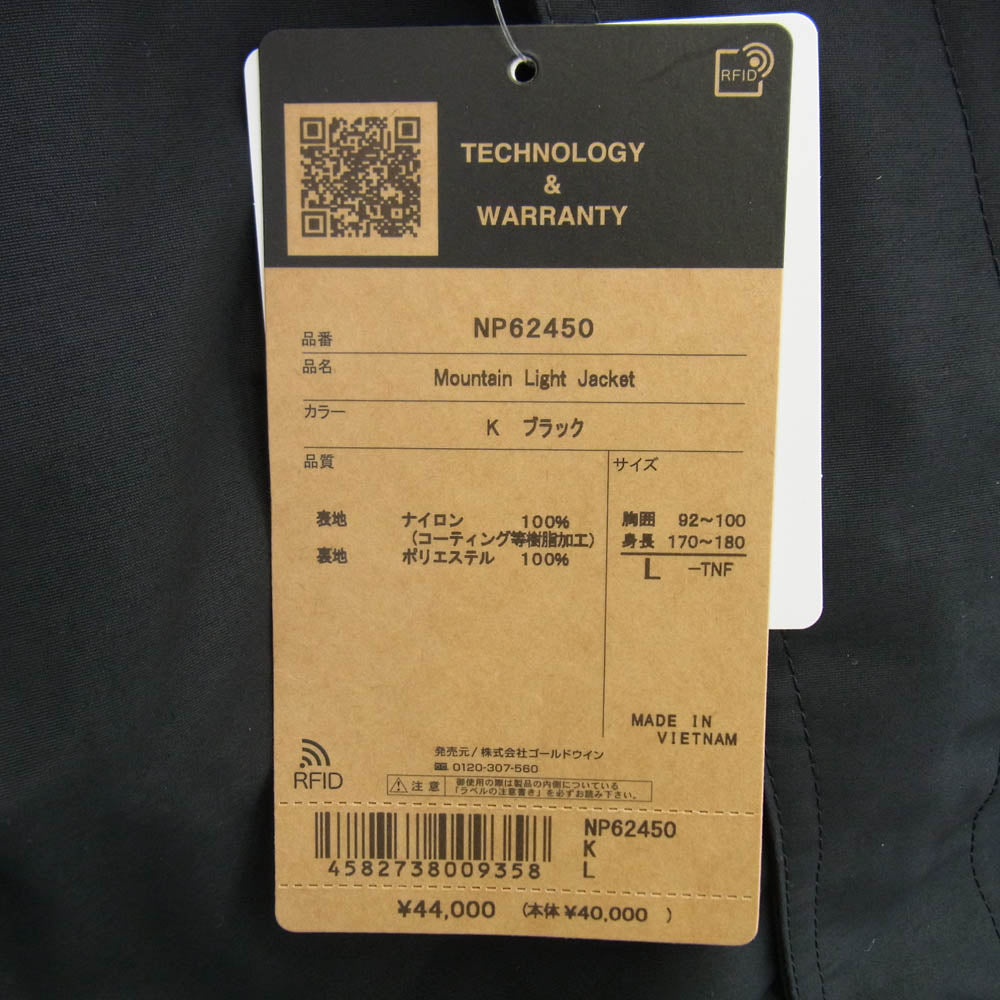 RFID
TECHNOLOGY
&
WARRANTY
品番 NP62450
品名 Mountain Light Jacket
カラー K ブラック
品質
表地 ナイロン 100%
(コーティング等樹脂加工)
裏地 ポリエステル 100%
サイズ
胸囲 92~100
身長 170~180
L -TNF
MADE IN
VIETNAM
RFID
発売元/株式会社ゴールドウイン
0120-307-560
注意 御使用の際は製品の内側についている
「ラベルの注意書き」を必ずお読み下さい。
4582738009358
NP62450
K
L
¥44,000 (本体 ¥40,000 )